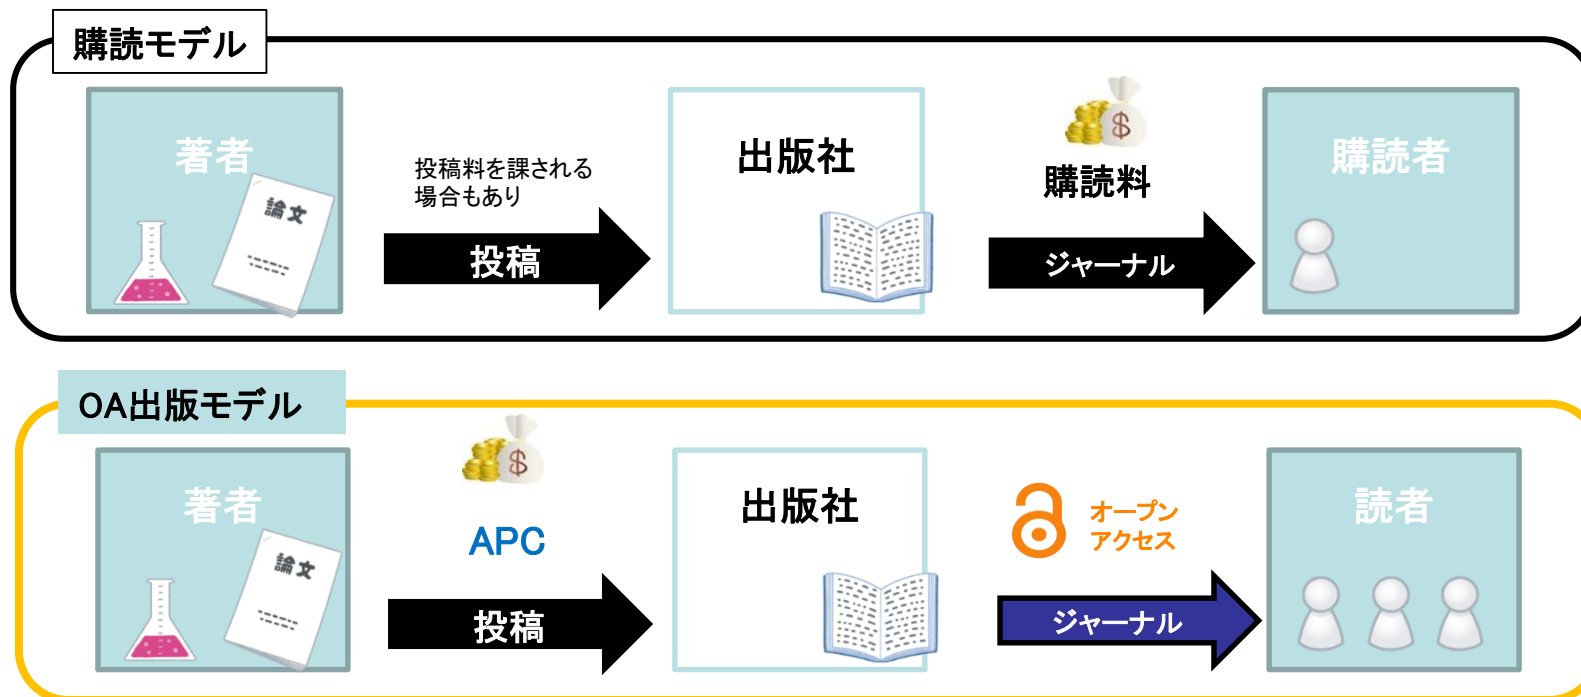 購読モデル
著者
論文
投稿料を課される
場合もあり
投稿
出版社
$
購読料
ジャーナル
購読者
OA出版モデル
著者
論文
$
APC
投稿
出版社
オープン
アクセス
ジャーナル
読者